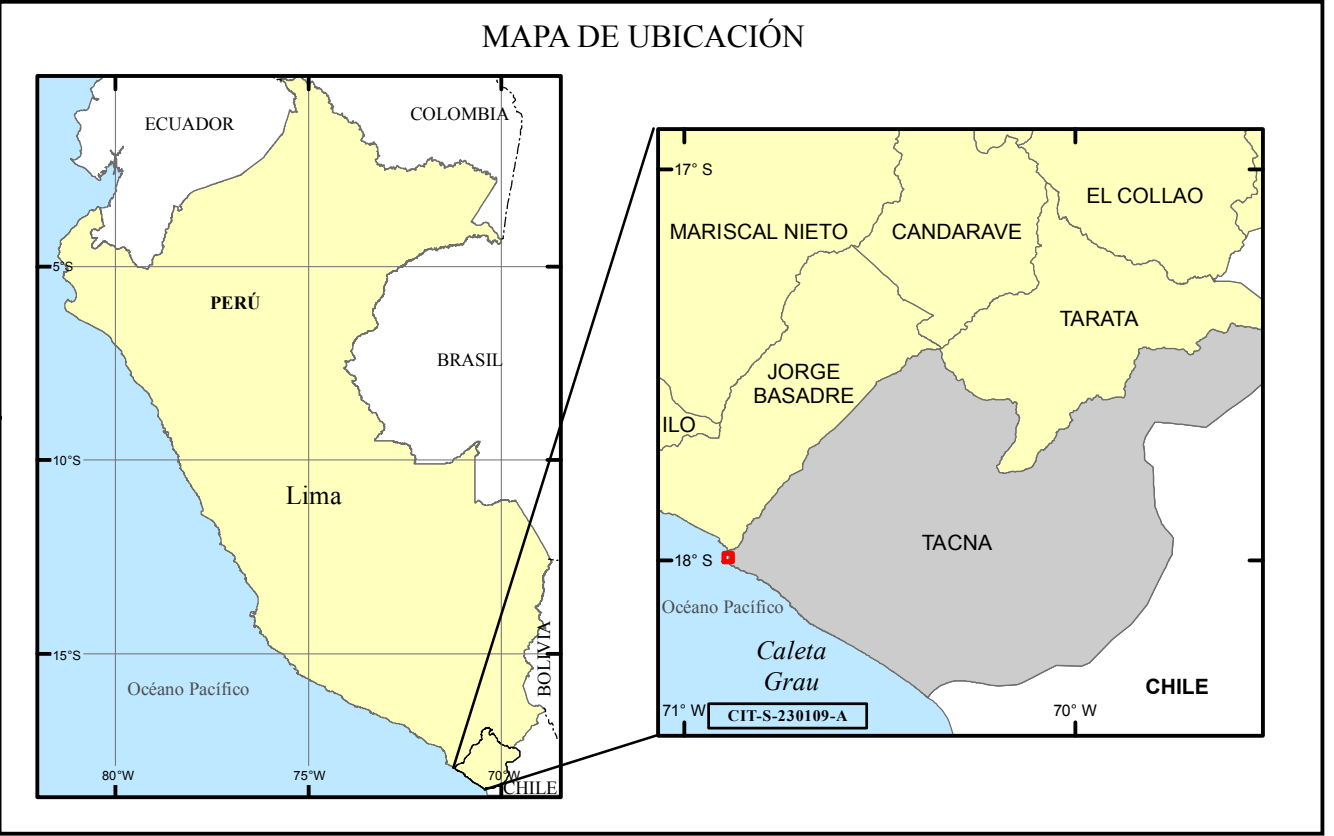 MAPA DE UBICACIÓN
ECUADOR
COLOMBIA
5°S
PERÚ
BRASIL
10°S
Lima
BOLIVIA
15°S
Océano Pacífico
80°W
75°W
70°W
CHILE
17° S
EL COLLAO
MARISCAL NIETO
CANDARAVE
TARATA
JORGE
BASADRE
ILO
TACNA
18° S
Océano Pacífico
Caleta
Grau
CHILE
71° W
CIT-S-230109-A
70° W